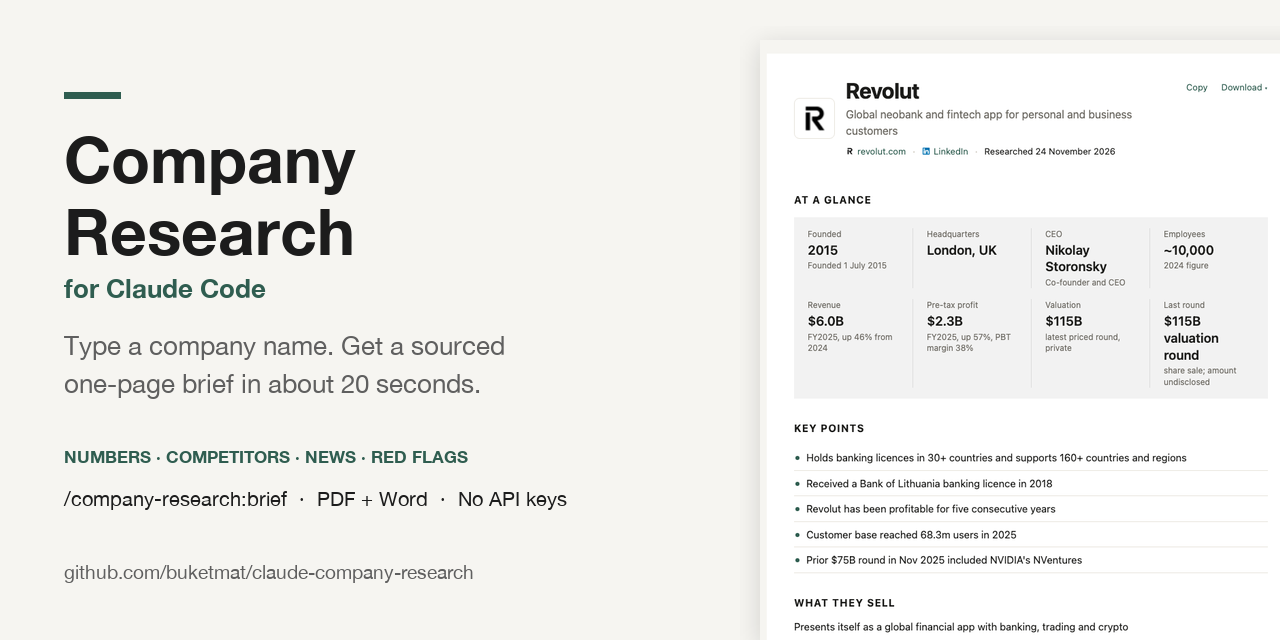 Company
Research
for Claude Code
Type a company name. Get a sourced
one-page brief in about 20 seconds.
NUMBERS · COMPETITORS · NEWS · RED FLAGS
/company-research:brief · PDF + Word · No API keys
github.com/buketmat/claude-company-research
Revolut
Copy Download
Global neobank and fintech app for personal and business
customers
revolut.com · LinkedIn · Researched 24 November 2026
AT A GLANCE
Founded
2015
Founded 1 July 2015
Headquarters
London, UK
CEO
Nikolay
Storonsky
Co-founder and CEO
Employees
~10,000
2024 figure
Revenue
$6.0B
FY2025, up 46% from
2024
Pre-tax profit
$2.3B
FY2025, up 57%, PBT
margin 38%
Valuation
$115B
latest priced round,
private
Last round
$115B
valuation
round
share sale; amount
undisclosed
KEY POINTS
• Holds banking licences in 30+ countries and supports 160+ countries and regions
• Received a Bank of Lithuania banking licence in 2018
• Revolut has been profitable for five consecutive years
• Customer base reached 68.3m users in 2025
• Prior $75B round in Nov 2025 included NVIDIA's NVentures
WHAT THEY SELL
Presents itself as a global financial app with banking, trading and crypto